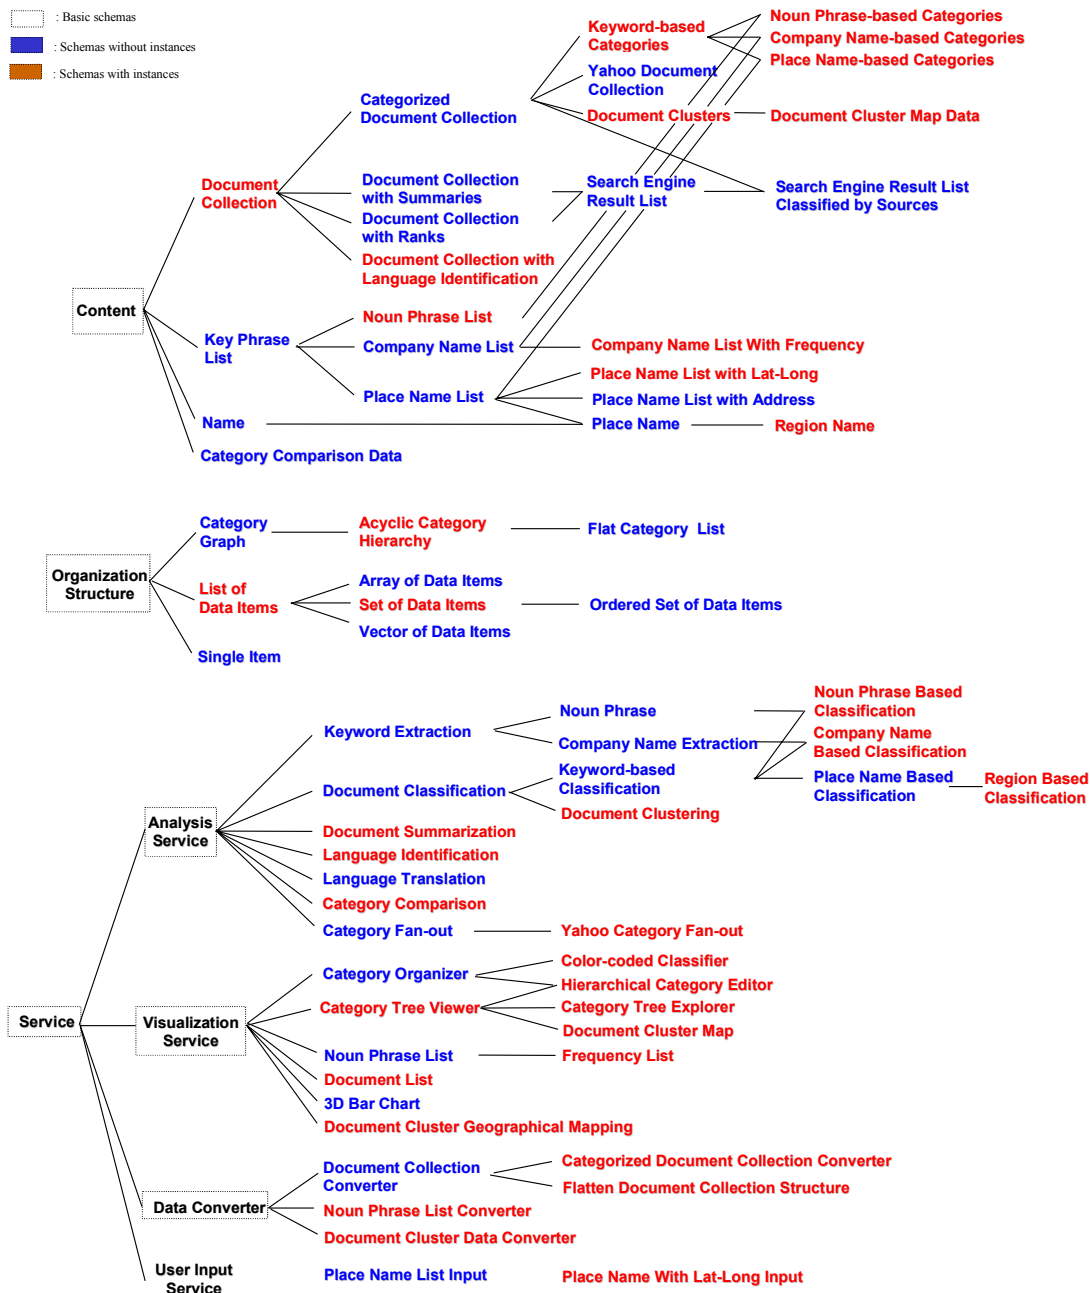 : Basic schemas
: Schemas without instances
: Schemas with instances
Keyword-based
Categories
Noun Phrase-based Categories
Company Name-based Categories
Place Name-based Categories
Yahoo Document
Collection
Categorized
Document Collection
Document Clusters
Document Cluster Map Data
Document
Collection
Document Collection
with Summaries
Search Engine
Result List
Search Engine Result List
Classified by Sources
Document Collection
with Ranks
Document Collection with
Language Identification
Content
Noun Phrase List
Key Phrase
List
Company Name List
Company Name List With Frequency
Place Name List with Lat-Long
Place Name List
Place Name List with Address
Name
Place Name
Region Name
Category Comparison Data
Category
Graph
Acyclic Category
Hierarchy
Flat Category List
Organization
Structure
List of
Data Items
Array of Data Items
Set of Data Items
Ordered Set of Data Items
Vector of Data Items
Single Item
Noun Phrase Based
Classification
Noun Phrase
Keyword Extraction
Company Name Extraction
Company Name
Based Classification
Keyword-based
Classification
Place Name Based
Classification
Region Based
Classification
Document Classification
Document Clustering
Analysis
Service
Document Summarization
Language Identification
Language Translation
Category Comparison
Category Fan-out
Yahoo Category Fan-out
Color-coded Classifier
Category Organizer
Hierarchical Category Editor
Category Tree Viewer
Category Tree Explorer
Service
Visualization
Service
Document Cluster Map
Noun Phrase List
Frequency List
Document List
3D Bar Chart
Document Cluster Geographical Mapping
Document Collection
Converter
Categorized Document Collection Converter
Flatten Document Collection Structure
Data Converter
Noun Phrase List Converter
Document Cluster Data Converter
User Input
Service
Place Name List Input
Place Name With Lat-Long Input